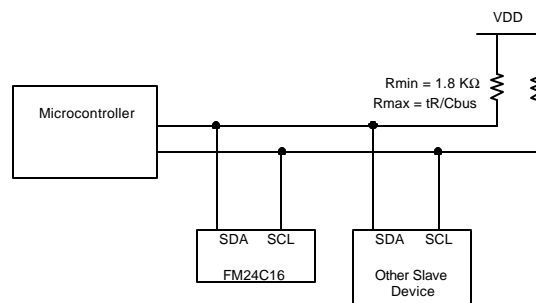 VDD
Rmin = 1.8 KΩ
Rmax = tR/Cbus
Microcontroller
SDA SCL
SDA SCL
FM24C16
Other Slave
Device